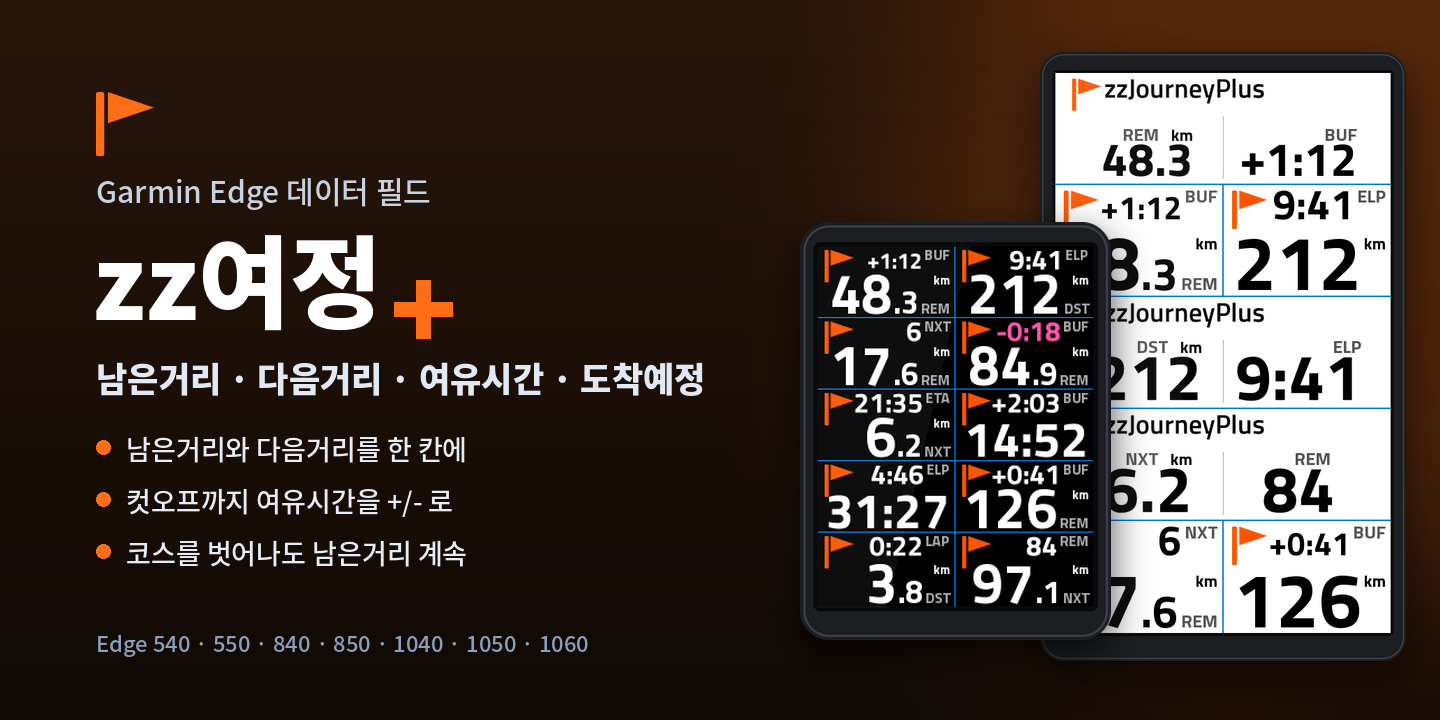 Garmin Edge 데이터 필드
zz여정+
남은거리 · 다음거리 · 여유시간 · 도착예정
남은거리와 다음거리를 한 칸에
컷오프까지 여유시간을 +/- 로
코스를 벗어나도 남은거리 계속
Edge 540 · 550 · 840 · 850 · 1040 · 1050 · 1060
+1:12 BUF
48.3 km REM
9:41 ELP
212 km DST
6 NXT
17.6 km REM
-0:18 BUF
84.9 km REM
21:35 ETA
6.2 km NXT
+2:03 BUF
14:52
4:46 ELP
31:27
+0:41 BUF
126 km REM
0:22 LAP
3.8 km DST
84 REM
97.1 km NXT
zzJourneyPlus
REM km
48.3
BUF
+1:12
+1:12 BUF
8.3 km REM
9:41 ELP
212 km
zzJourneyPlus
DST km
212
ELP
9:41
zzJourneyPlus
NXT km
6.2
REM
84
6 NXT
7.6 km REM
+0:41 BUF
126 km